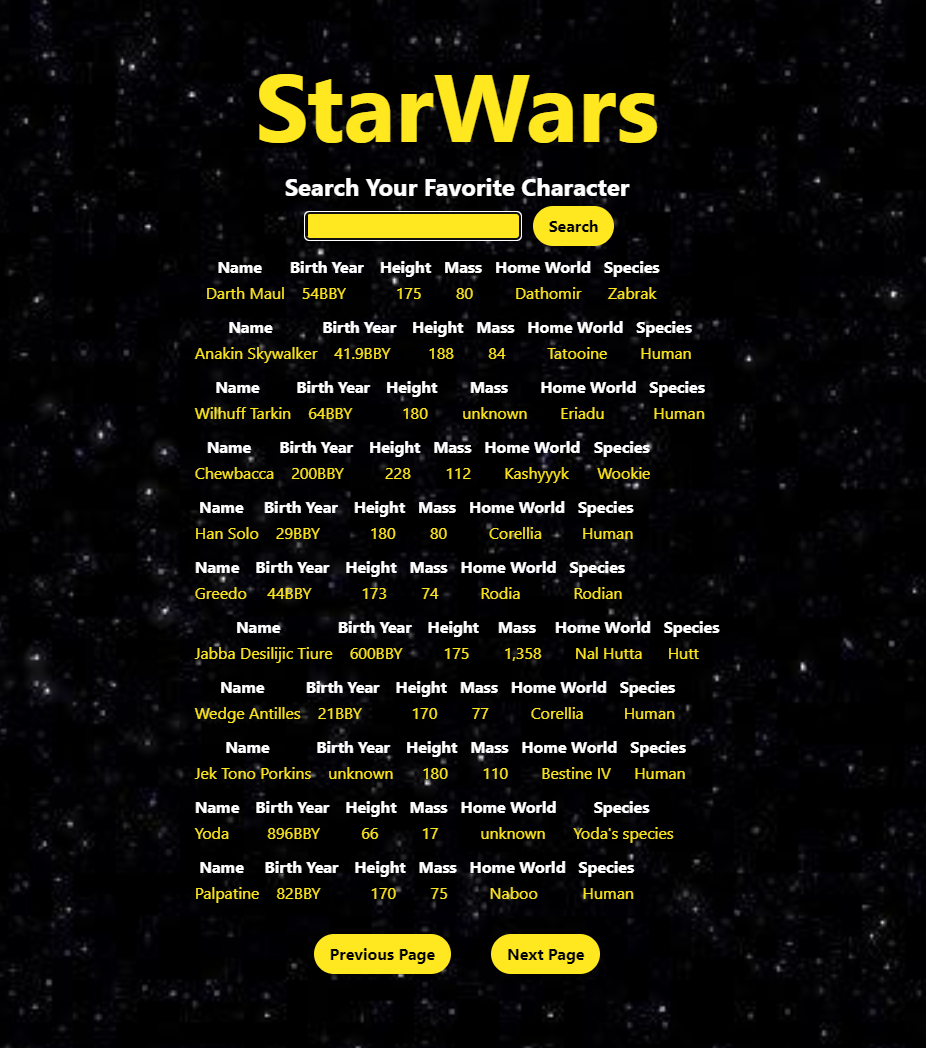 StarWars
Search Your Favorite Character
Search
Name Birth Year Height Mass Home World Species
Darth Maul 54BBY 175 80 Dathomir Zabrak
Name Birth Year Height Mass Home World Species
Anakin Skywalker 41.9BBY 188 84 Tatooine Human
Name Birth Year Height Mass Home World Species
Wilhuff Tarkin 64BBY 180 unknown Eriadu Human
Name Birth Year Height Mass Home World Species
Chewbacca 200BBY 228 112 Kashyyyk Wookie
Name Birth Year Height Mass Home World Species
Han Solo 29BBY 180 80 Corellia Human
Name Birth Year Height Mass Home World Species
Greedo 44BBY 173 74 Rodia Rodian
Name Birth Year Height Mass Home World Species
Jabba Desilijic Tiure 600BBY 175 1,358 Nal Hutta Hutt
Name Birth Year Height Mass Home World Species
Wedge Antilles 21BBY 170 77 Corellia Human
Name Birth Year Height Mass Home World Species
Jek Tono Porkins unknown 180 110 Bestine IV Human
Name Birth Year Height Mass Home World Species
Yoda 896BBY 66 17 unknown Yoda's species
Name Birth Year Height Mass Home World Species
Palpatine 82BBY 170 75 Naboo Human
Previous Page Next Page